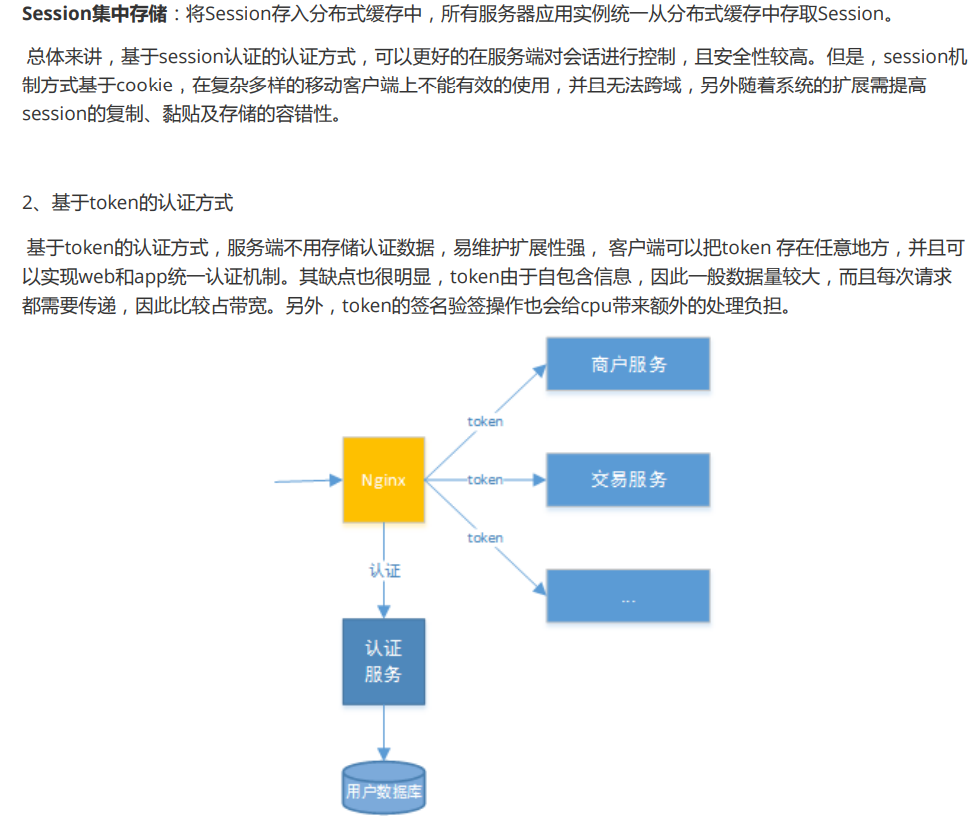 Session集中存储：将Session存入分布式缓存中，所有服务器应用实例统一从分布式缓存中存取Session。
总体来讲，基于session认证的认证方式，可以更好的在服务端对会话进行控制，且安全性较高。但是，session机
制方式基于cookie，在复杂多样的移动客户端上不能有效的使用，并且无法跨域，另外随着系统的扩展需提高
session的复制、黏贴及存储的容错性。
2、基于token的认证方式
基于token的认证方式，服务端不用存储认证数据，易维护扩展性强， 客户端可以把token 存在任意地方，并且可
以实现web和app统一认证机制。其缺点也很明显，token由于自包含信息，因此一般数据量较大，而且每次请求
都需要传递，因此比较占带宽。另外，token的签名验签操作也会给cpu带来额外的处理负担。
商户服务
token
Nginx
token
交易服务
token
...
认证
认证
服务
用户数据库